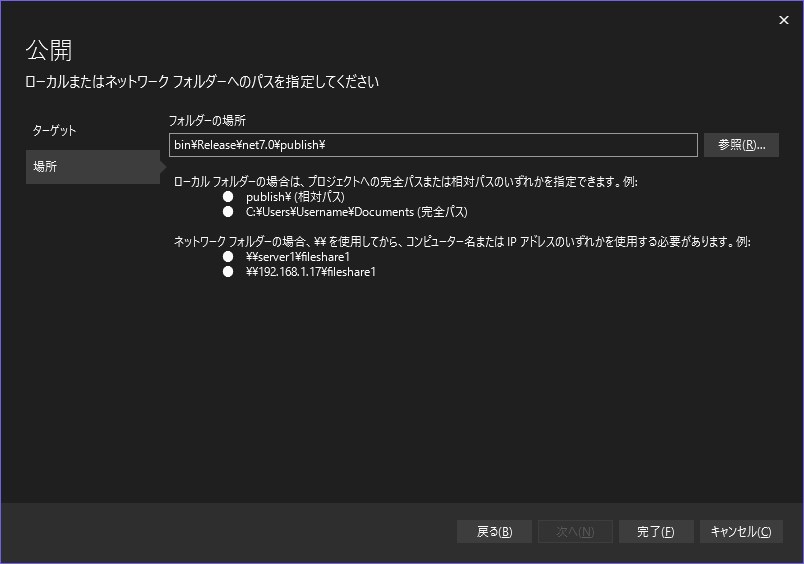 公開
ローカルまたはネットワーク フォルダーへのパスを指定してください
ターゲット
場所
フォルダーの場所
bin¥Release¥net7.0¥publish¥
参照(R)...
ローカル フォルダーの場合は、プロジェクトへの完全パスまたは相対パスのいずれかを指定できます。例:
● publish¥ (相対パス)
● C:¥Users¥Username¥Documents (完全パス)
ネットワーク フォルダーの場合、¥¥ を使用してから、コンピューター名または IP アドレスのいずれかを使用する必要があります。例:
● ¥¥server1¥fileshare1
● ¥¥192.168.1.17¥fileshare1
戻る(B)
次へ(N)
完了(F)
キャンセル(C)